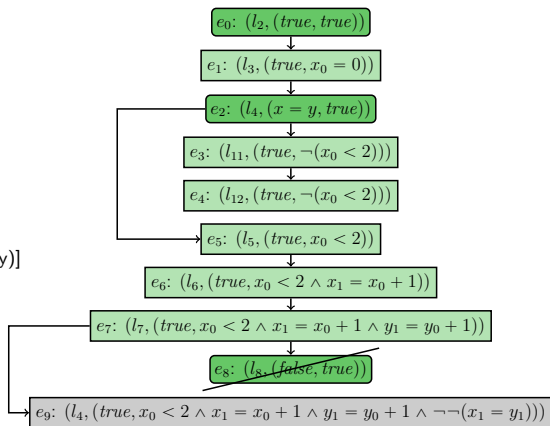 e₀: (l₂, (true, true))
e₁: (l₃, (true, x₀ = 0))
e₂: (l₄, (x = y, true))
e₃: (l₁₁, (true, ¬(x₀ < 2)))
e₄: (l₁₂, (true, ¬(x₀ < 2)))
e₅: (l₅, (true, x₀ < 2))
y)]
e₆: (l₆, (true, x₀ < 2 ∧ x₁ = x₀ + 1))
e₇: (l₇, (true, x₀ < 2 ∧ x₁ = x₀ + 1 ∧ y₁ = y₀ + 1))
e₈: (l₈, (false, true))
e₉: (l₄, (true, x₀ < 2 ∧ x₁ = x₀ + 1 ∧ y₁ = y₀ + 1 ∧ ¬¬(x₁ = y₁)))